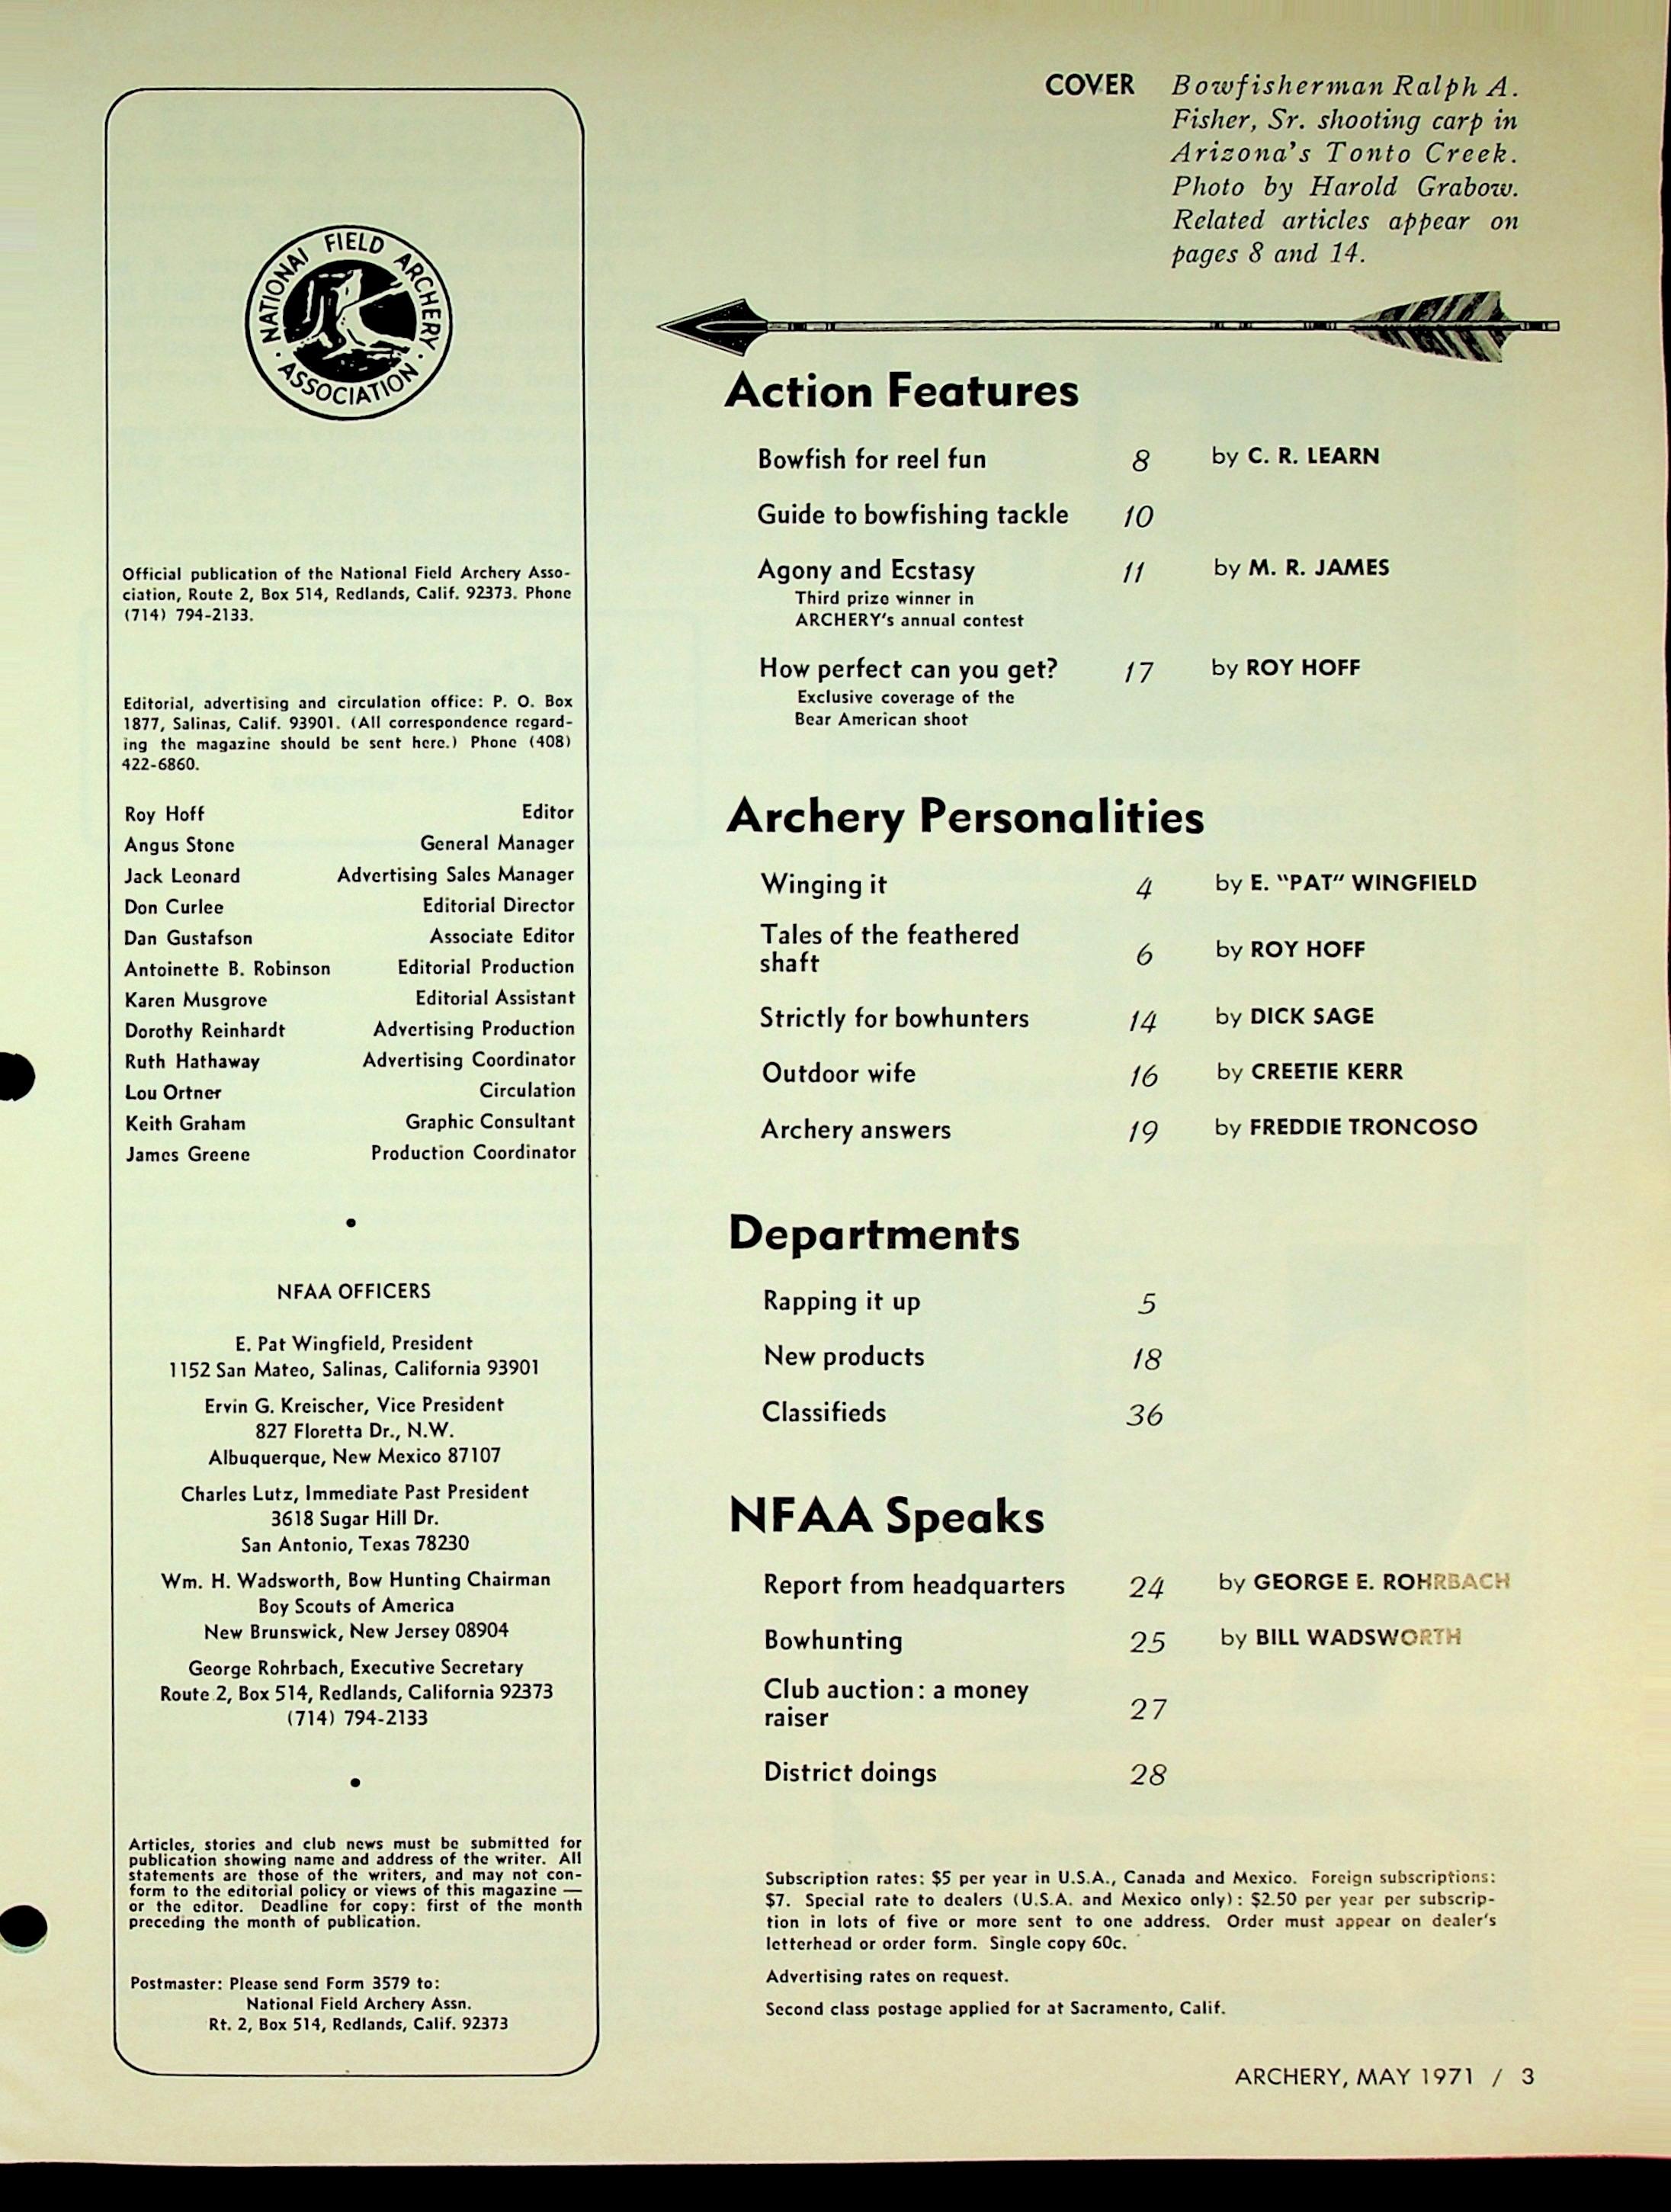 NATIONAL FIELD ARCHERY
· ASSOCIATION ·
Official publication of the National Field Archery Asso-
ciation, Route 2, Box 514, Redlands, Calif. 92373. Phone
(714) 794-2133.
Editorial, advertising and circulation office: P. O. Box
1877, Salinas, Calif. 93901. (All correspondence regard-
ing the magazine should be sent here.) Phone (408)
422-6860.
Roy Hoff Editor
Angus Stone General Manager
Jack Leonard Advertising Sales Manager
Don Curlee Editorial Director
Dan Gustafson Associate Editor
Antoinette B. Robinson Editorial Production
Karen Musgrove Editorial Assistant
Dorothy Reinhardt Advertising Production
Ruth Hathaway Advertising Coordinator
Lou Ortner Circulation
Keith Graham Graphic Consultant
James Greene Production Coordinator
•
NFAA OFFICERS
E. Pat Wingfield, President
1152 San Mateo, Salinas, California 93901
Ervin G. Kreischer, Vice President
827 Floretta Dr., N.W.
Albuquerque, New Mexico 87107
Charles Lutz, Immediate Past President
3618 Sugar Hill Dr.
San Antonio, Texas 78230
Wm. H. Wadsworth, Bow Hunting Chairman
Boy Scouts of America
New Brunswick, New Jersey 08904
George Rohrbach, Executive Secretary
Route 2, Box 514, Redlands, California 92373
(714) 794-2133
•
Articles, stories and club news must be submitted for
publication showing name and address of the writer. All
statements are those of the writers, and may not con-
form to the editorial policy or views of this magazine —
or the editor. Deadline for copy: first of the month
preceding the month of publication.
Postmaster: Please send Form 3579 to:
National Field Archery Assn.
Rt. 2, Box 514, Redlands, Calif. 92373
COVER Bowfisherman Ralph A.
Fisher, Sr. shooting carp in
Arizona's Tonto Creek.
Photo by Harold Grabow.
Related articles appear on
pages 8 and 14.
Action Features
Bowfish for reel fun 8 by C. R. LEARN
Guide to bowfishing tackle 10
Agony and Ecstasy 11 by M. R. JAMES
Third prize winner in
ARCHERY's annual contest
How perfect can you get? 17 by ROY HOFF
Exclusive coverage of the
Bear American shoot
Archery Personalities
Winging it 4 by E. "PAT" WINGFIELD
Tales of the feathered
shaft 6 by ROY HOFF
Strictly for bowhunters 14 by DICK SAGE
Outdoor wife 16 by CREETIE KERR
Archery answers 19 by FREDDIE TRONCOSO
Departments
Rapping it up 5
New products 18
Classifieds 36
NFAA Speaks
Report from headquarters 24 by GEORGE E. ROHRBACH
Bowhunting 25 by BILL WADSWORTH
Club auction: a money
raiser 27
District doings 28
Subscription rates: $5 per year in U.S.A., Canada and Mexico. Foreign subscriptions:
$7. Special rate to dealers (U.S.A. and Mexico only): $2.50 per year per subscrip-
tion in lots of five or more sent to one address. Order must appear on dealer's
letterhead or order form. Single copy 60c.
Advertising rates on request.
Second class postage applied for at Sacramento, Calif.
ARCHERY, MAY 1971 / 3